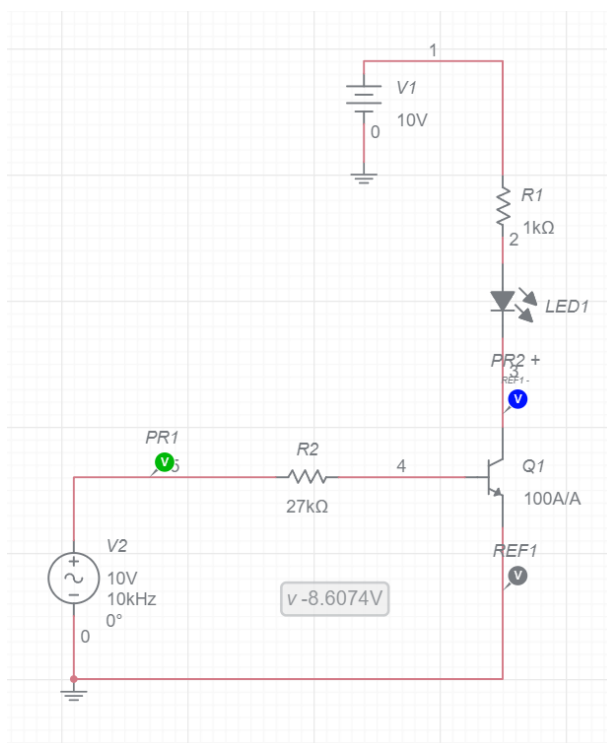 1
V1
10V
0
R1
1kΩ
2
LED1
PR2 +
3
REF1 -
V
PR1
V
5
R2
27kΩ
4
Q1
100A/A
V2
10V
10kHz
0°
0
REF1
V
v -8.6074V